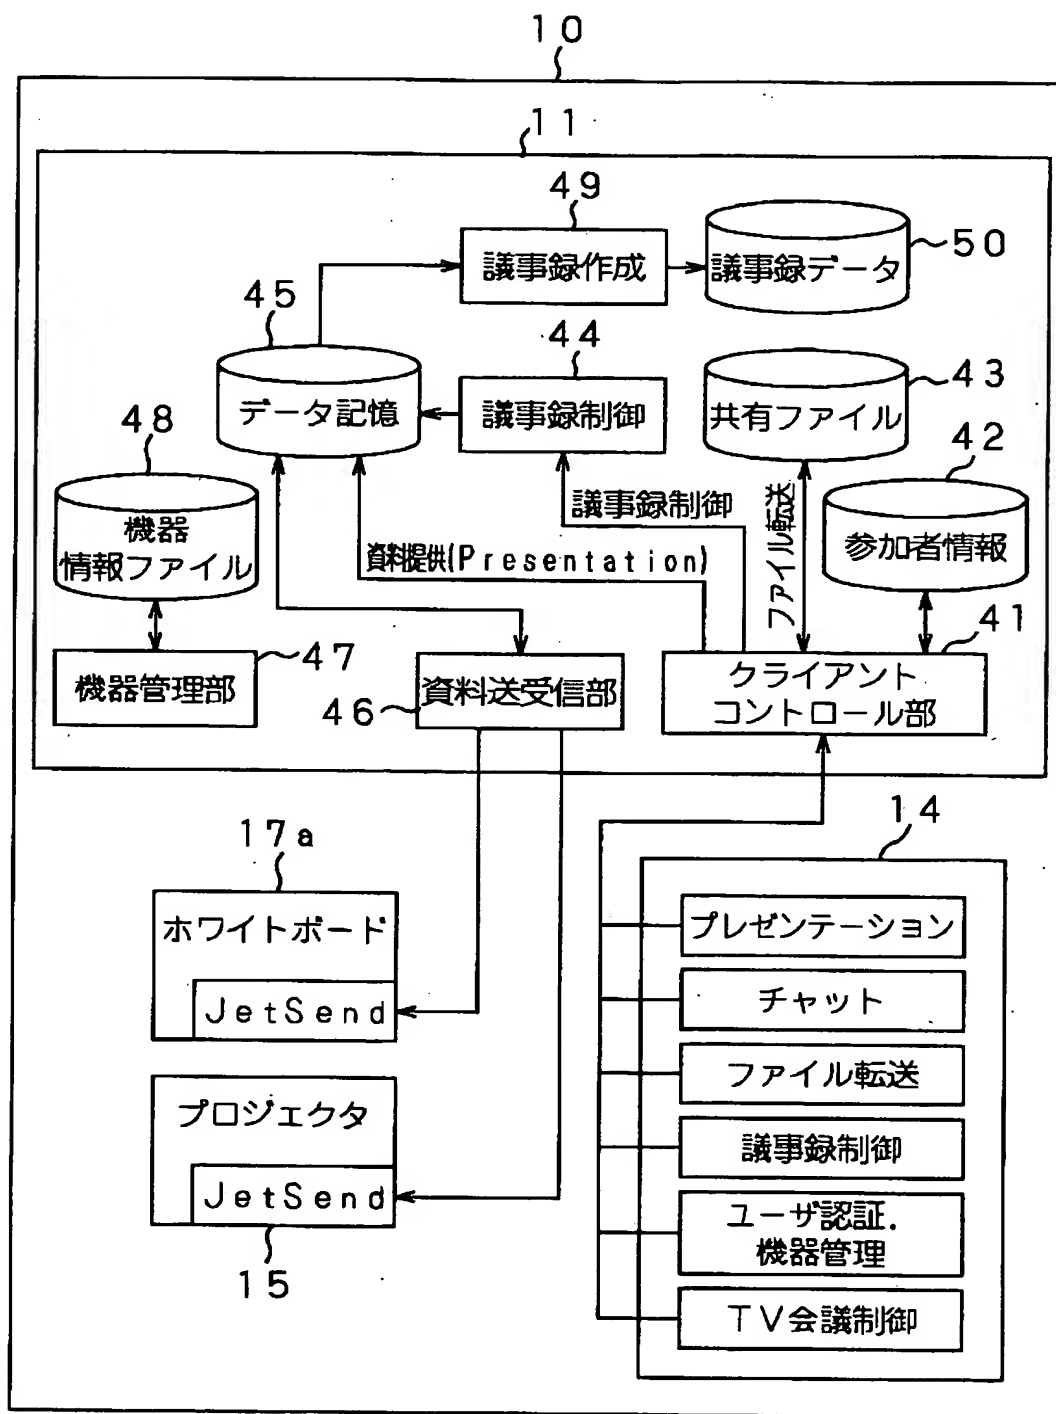 10
11
49
議事録作成
議事録データ
50
45
データ記憶
44
議事録制御
43
共有ファイル
48
機器
情報ファイル
42
参加者情報
議事録制御
資料提供(Presentation)
ファイル転送
47
機器管理部
46
資料送受信部
41
クライアント
コントロール部
17a
ホワイトボード
JetSend
プロジェクタ
JetSend
15
14
プレゼンテーション
チャット
ファイル転送
議事録制御
ユーザ認証.
機器管理
TV会議制御